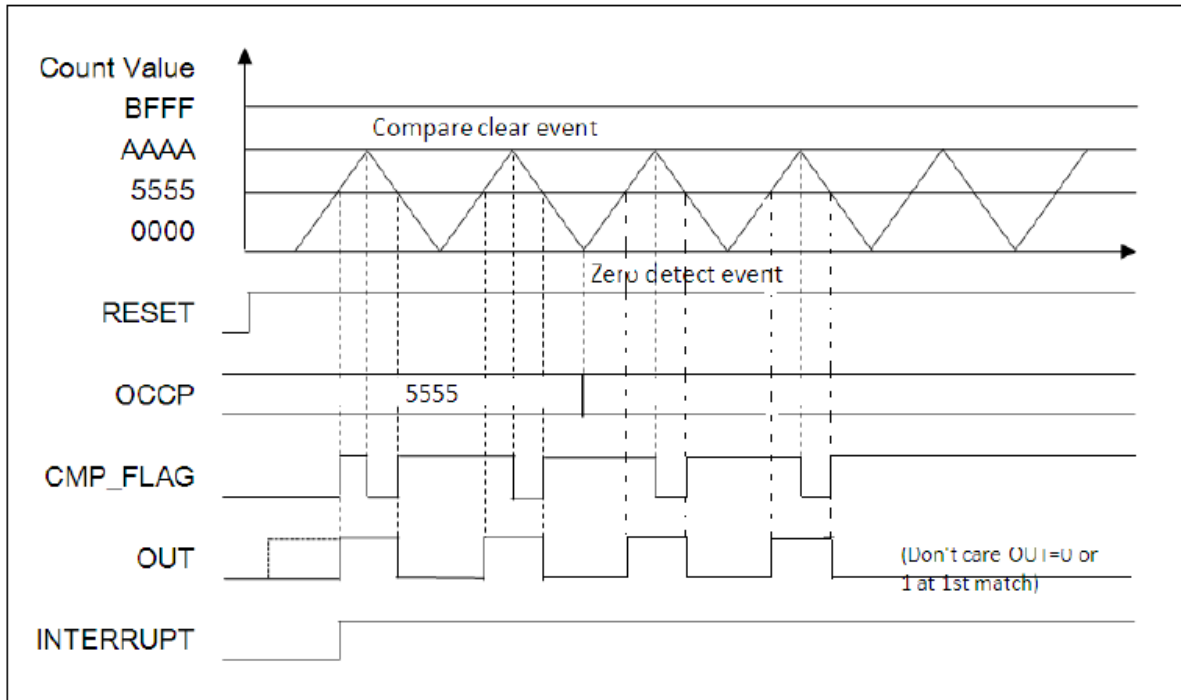 Count Value
BFFF
Compare clear event
AAAA
5555
0000
Zero detect event
RESET
OCCP
5555
CMP_FLAG
OUT
(Don't care OUT=0 or
1 at 1st match)
INTERRUPT